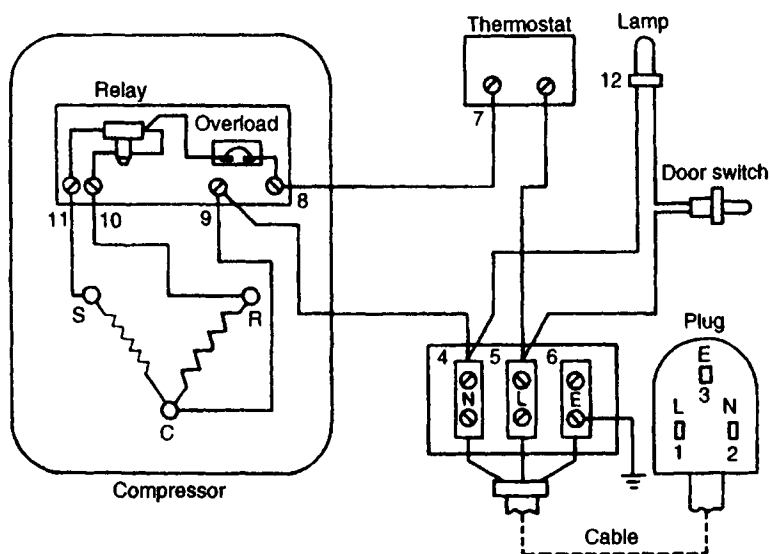 Thermostat
Lamp
12
Relay
Overload
7
Door switch
11
10
9
8
S
R
C
4
5
6
N
L
E
Plug
E
3
L
N
1
2
Compressor
Cable